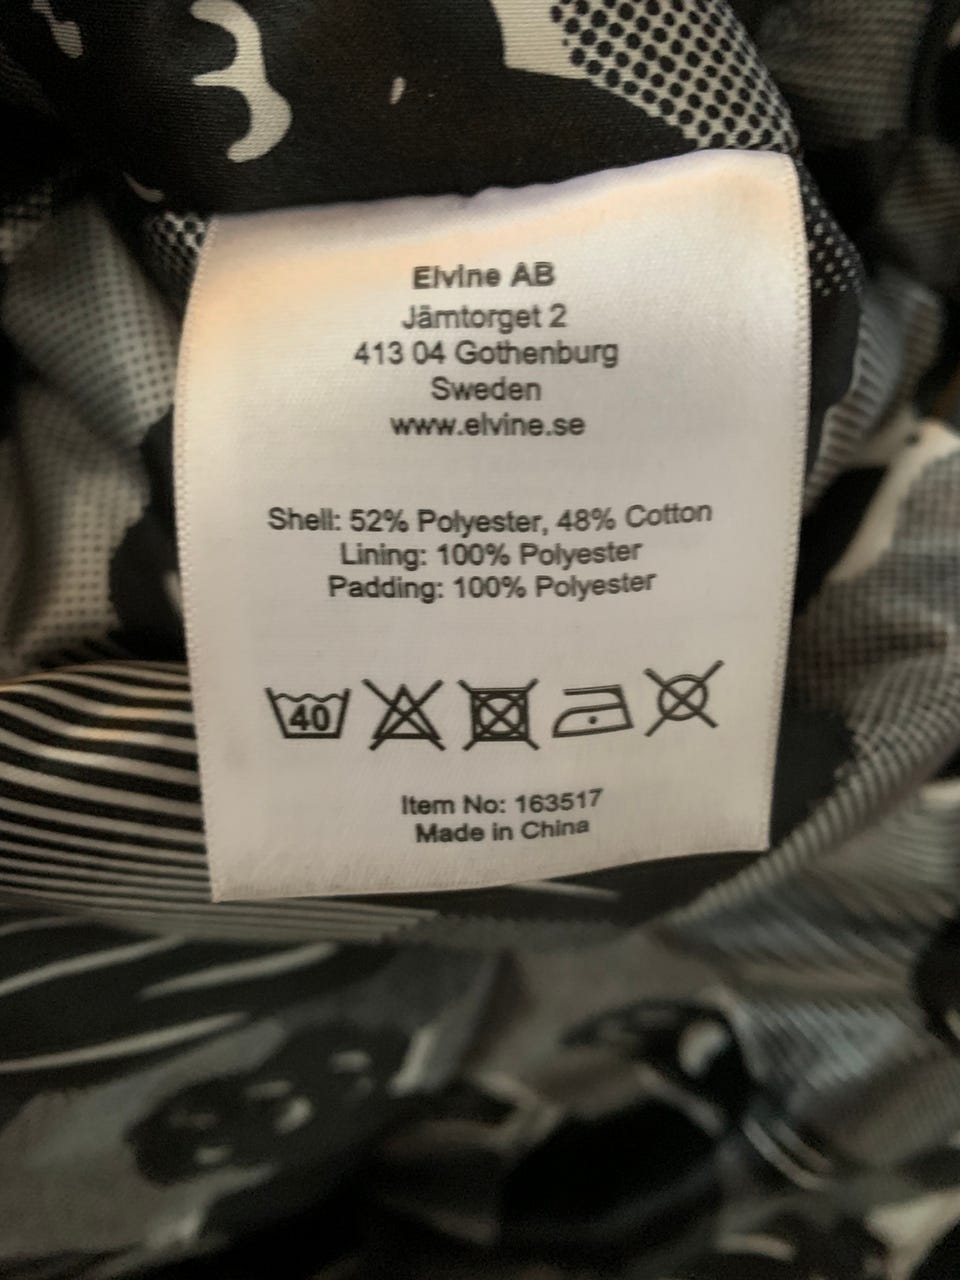 Elvine AB
Jämtorget 2
413 04 Gothenburg
Sweden
www.elvine.se
Shell: 52% Polyester, 48% Cotton
Lining: 100% Polyester
Padding: 100% Polyester
40
Item No: 163517
Made in China